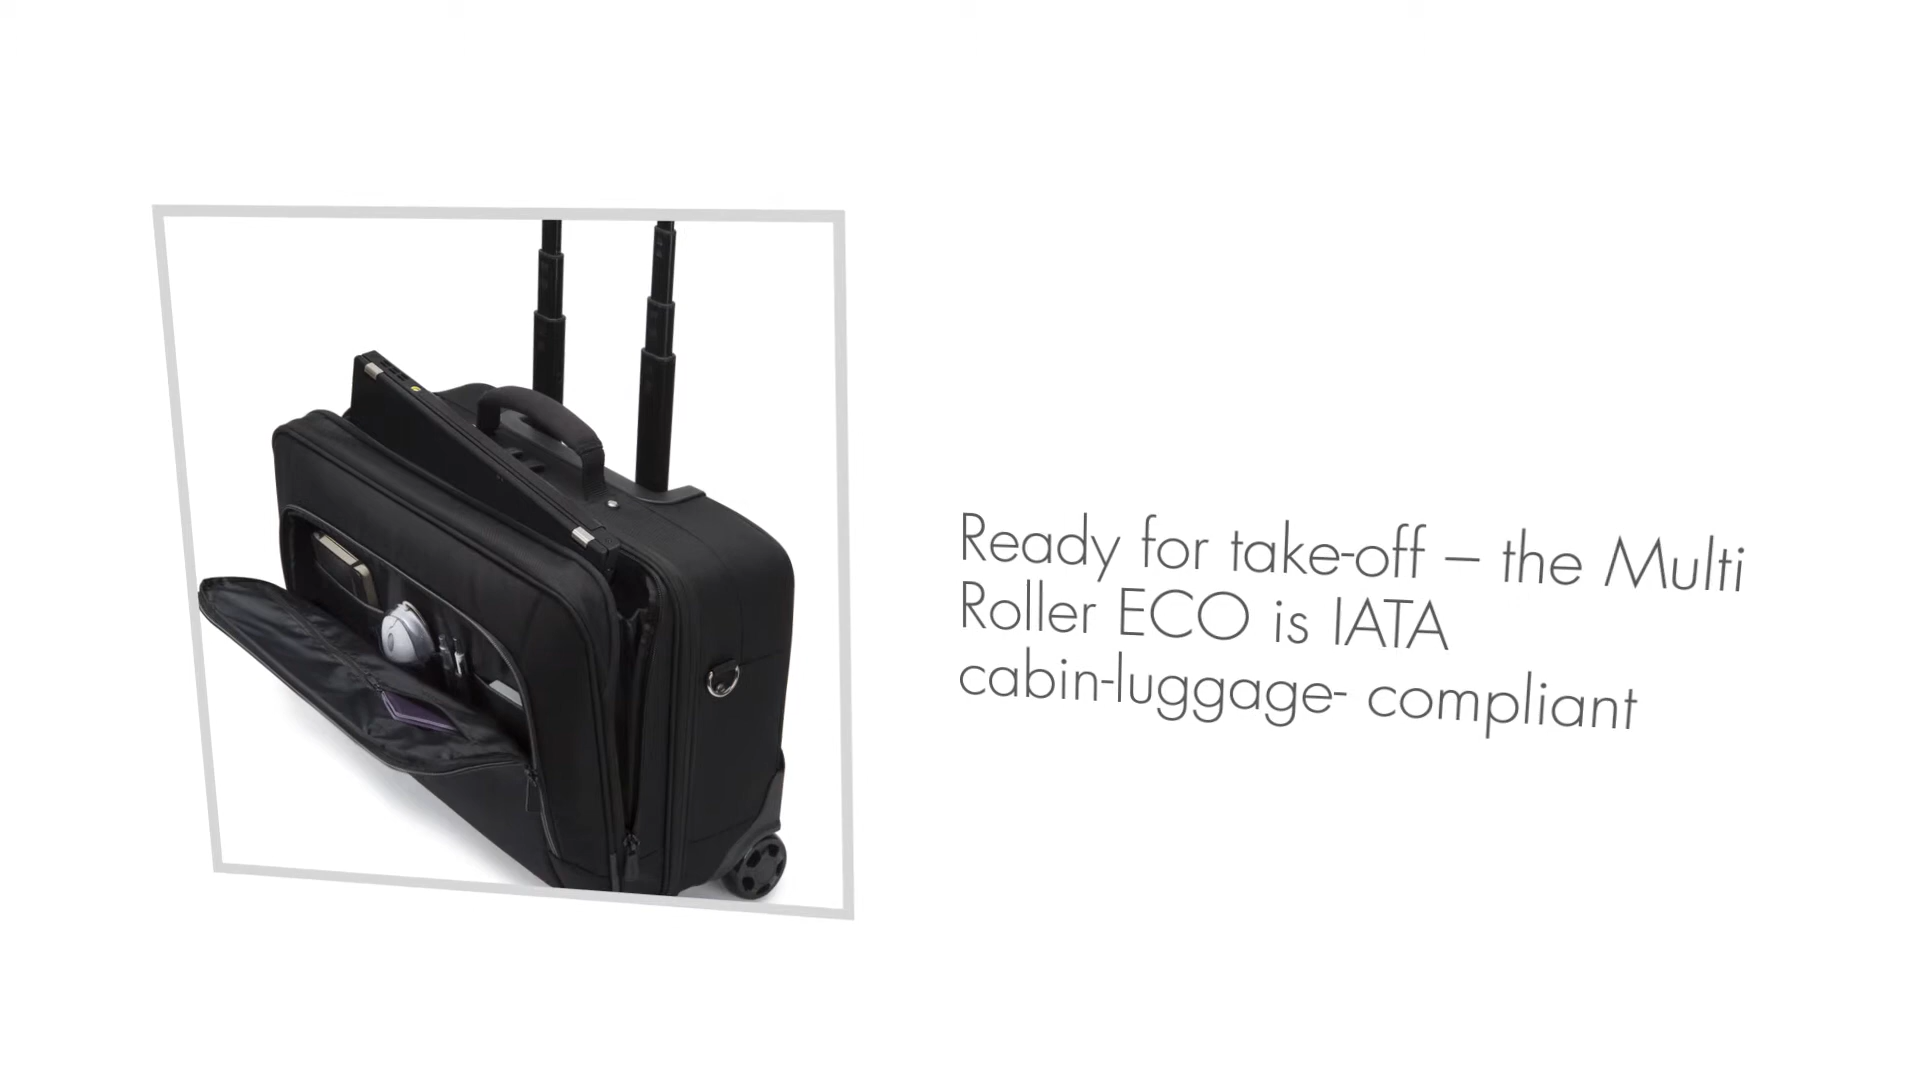 Ready for take-off – the Multi
Roller ECO is IATA
cabin-luggage- compliant